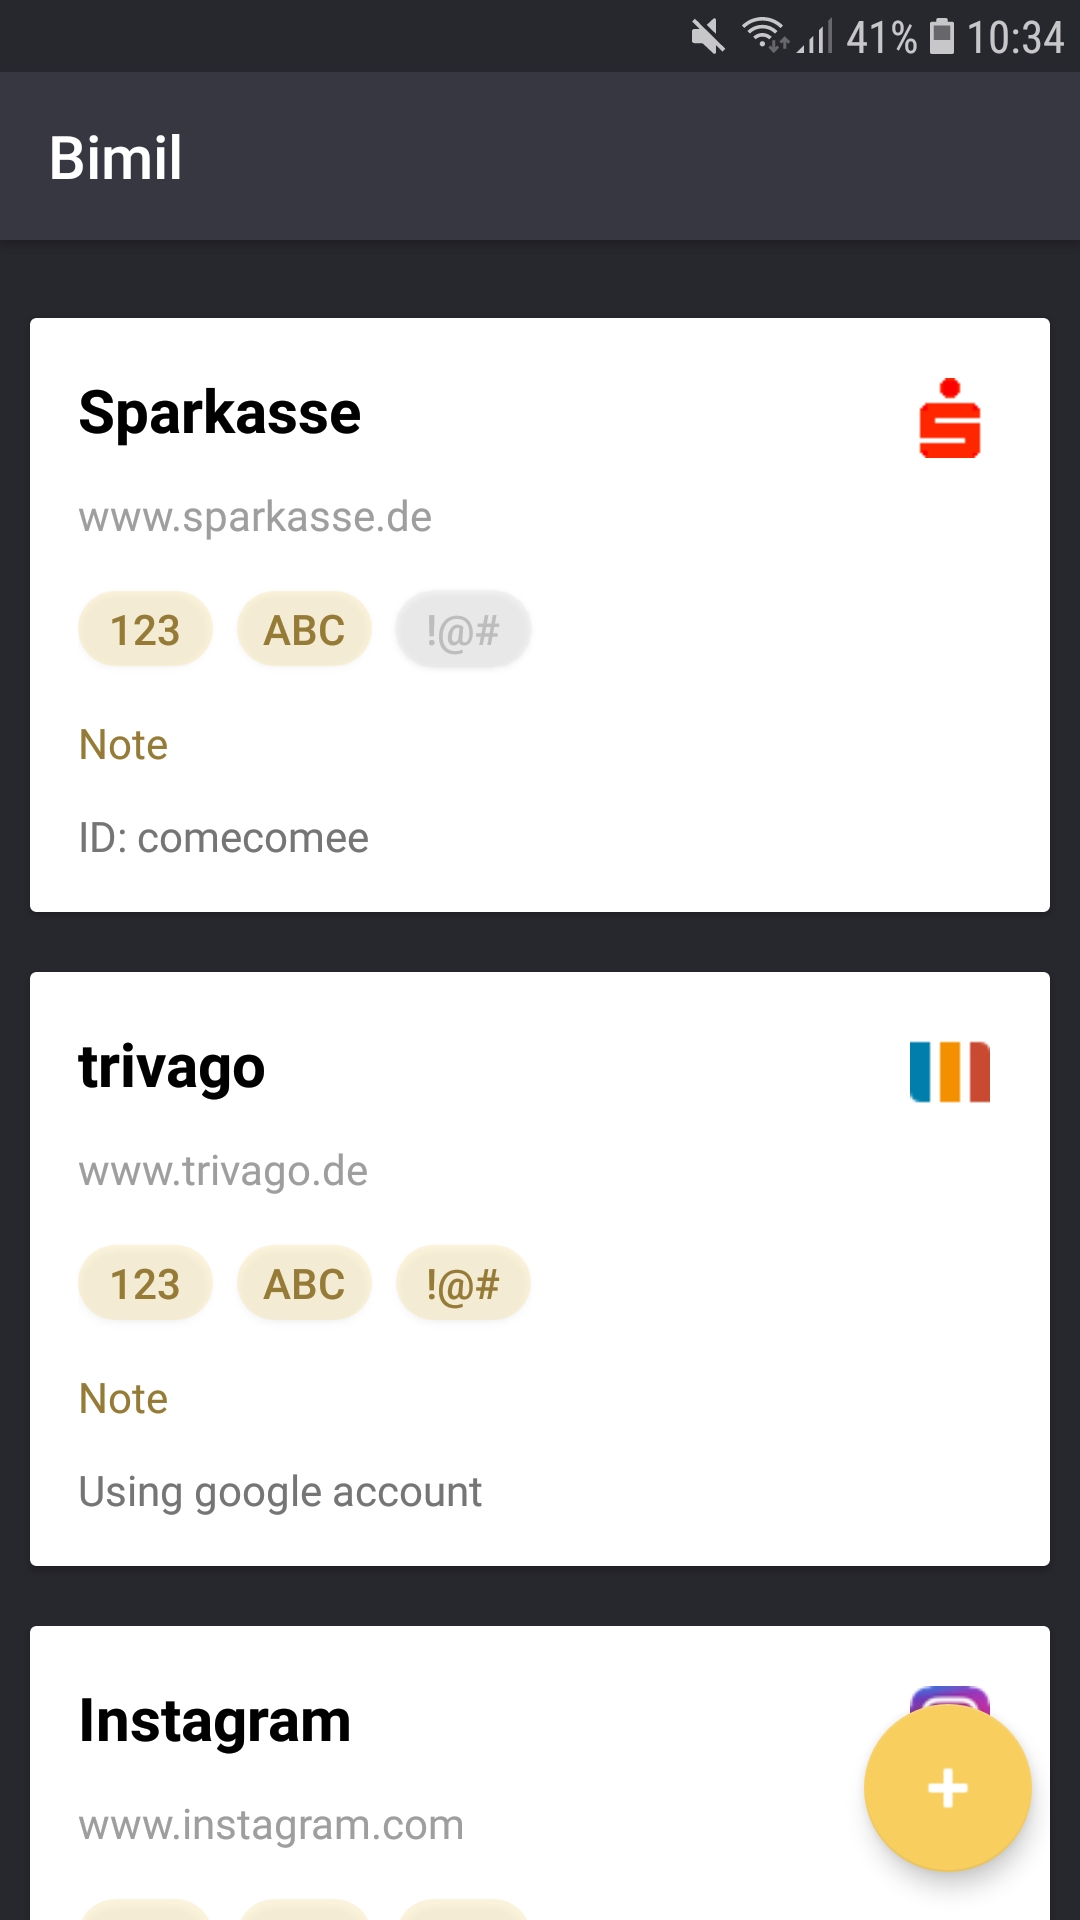 41% 10:34
Bimil
Sparkasse
www.sparkasse.de
123 ABC !@#
Note
ID: comecomee
trivago
www.trivago.de
123 ABC !@#
Note
Using google account
Instagram
www.instagram.com